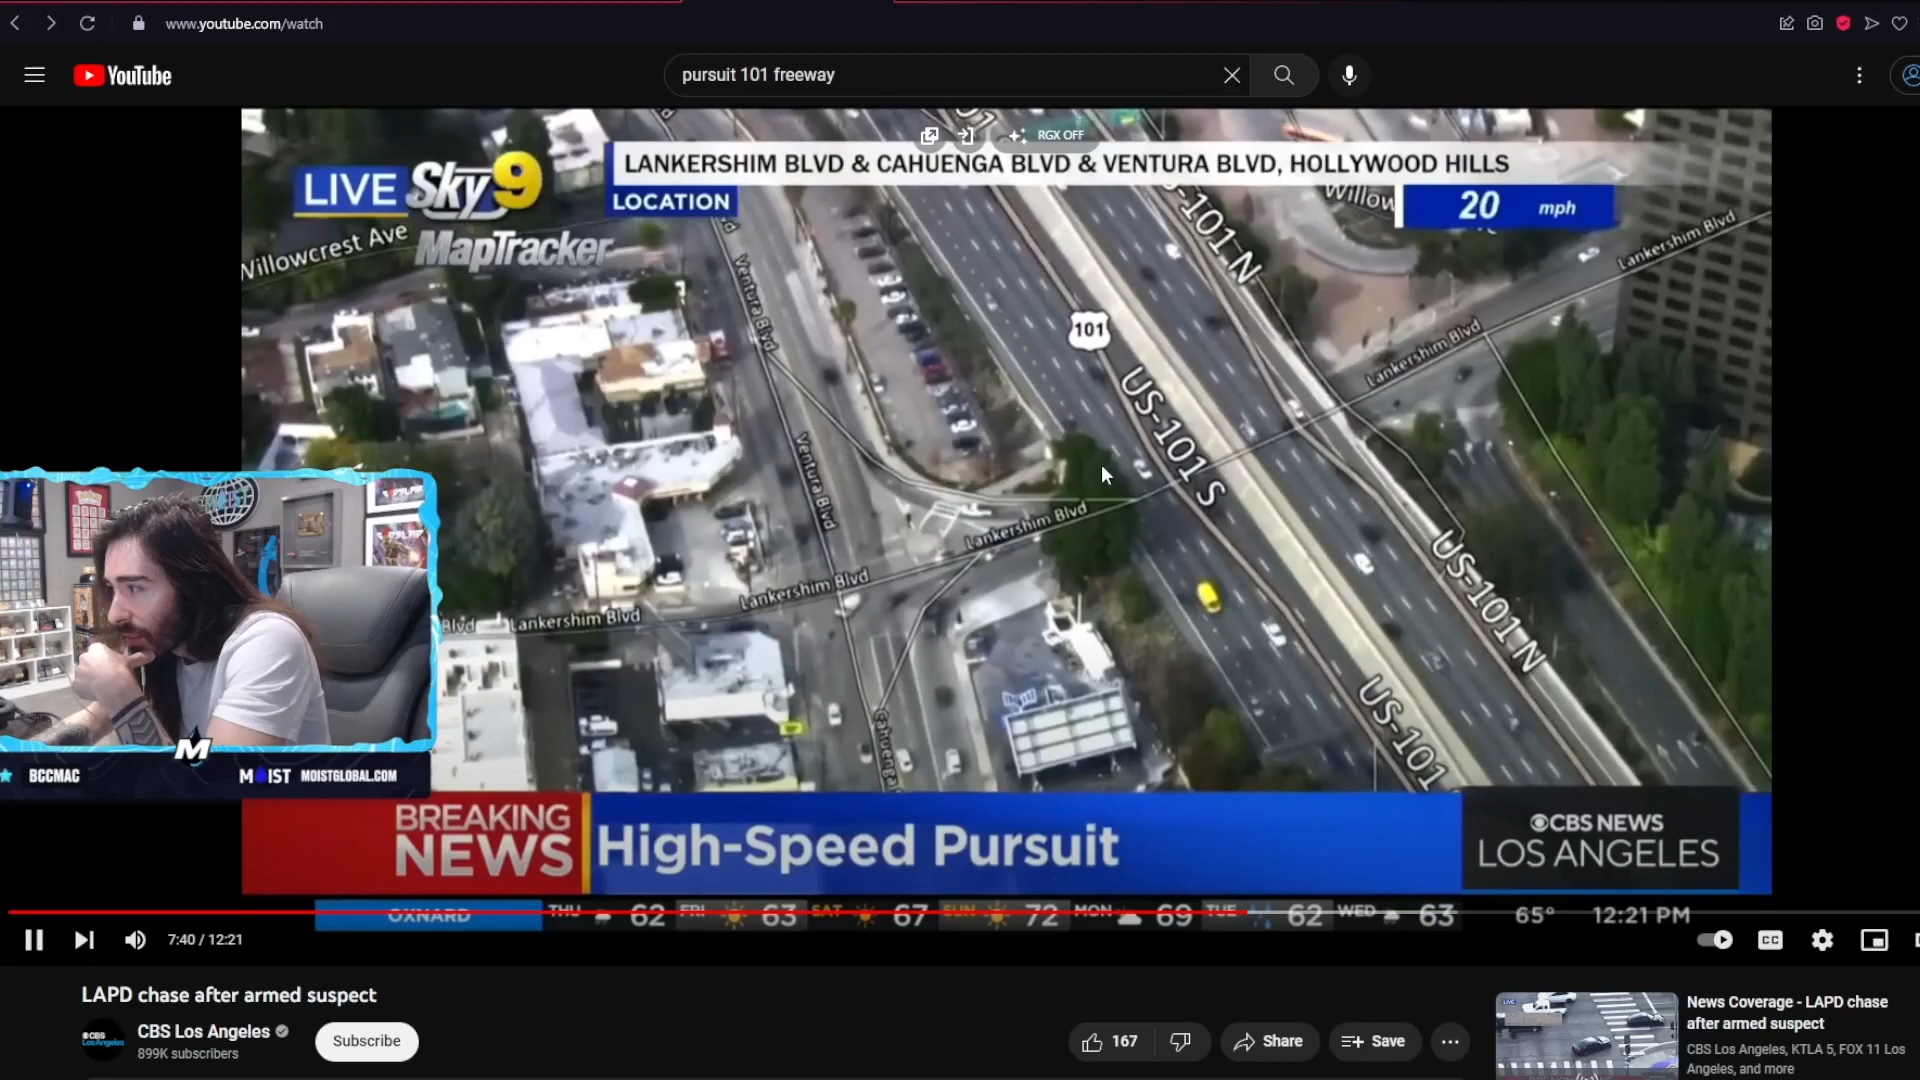 www.youtube.com/watch
YouTube
pursuit 101 freeway
RGX OFF
LIVE Sky9
MapTracker
LANKERSHIM BLVD & CAHUENGA BLVD & VENTURA BLVD, HOLLYWOOD HILLS
LOCATION
20 mph
Willowcrest Ave
Willow
Lankershim Blvd
US-101 N
Ventura Blvd
101
Lankershim Blvd
US-101 S
Ventura Blvd
Lankershim Blvd
US-101 N
Lankershim Blvd
Blvd
Lankershim Blvd
US-101
Cahuenga
M
BCCMAC
MOIST MOISTGLOBAL.COM
BREAKING
NEWS
High-Speed Pursuit
CBS NEWS
LOS ANGELES
OXNARD THU 62 FRI 63 SAT 67 SUN 72 MON 69 TUE 62 WED 63 65° 12:21 PM
7:40 / 12:21
CC
LAPD chase after armed suspect
CBS Los Angeles
899K subscribers
Subscribe
167
Share
Save
LIVE
News Coverage - LAPD chase
after armed suspect
CBS Los Angeles, KTLA 5, FOX 11 Los
Angeles, and more